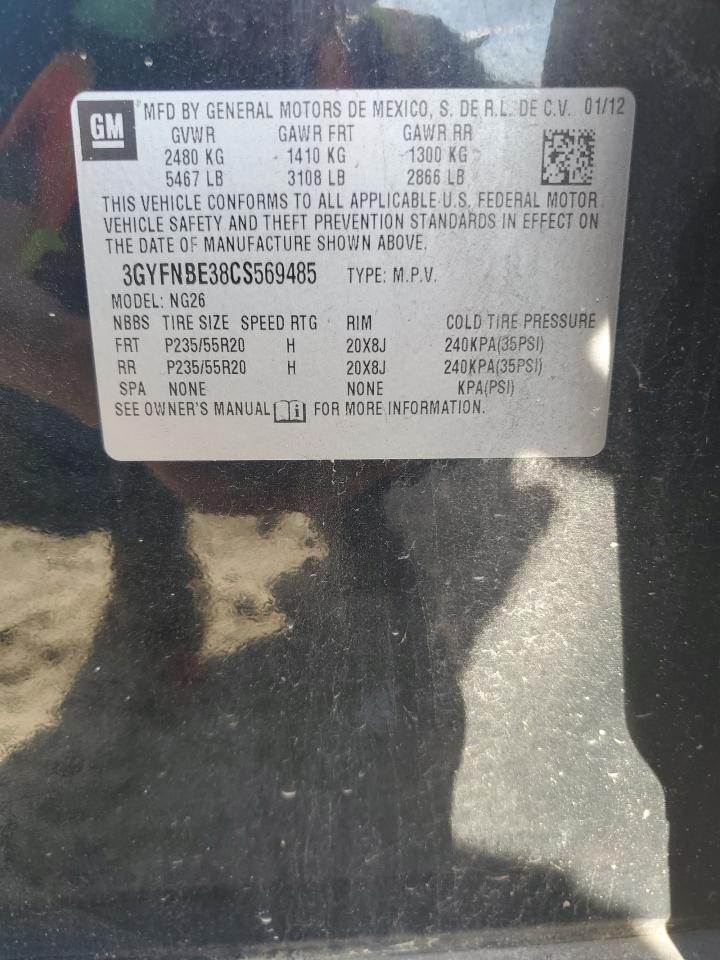 GM
® MFD BY GENERAL MOTORS DE MEXICO, S. DE R.L. DE C.V. 01/12
GVWR GAWR FRT GAWR RR
2480 KG 1410 KG 1300 KG
5467 LB 3108 LB 2866 LB
THIS VEHICLE CONFORMS TO ALL APPLICABLE U.S. FEDERAL MOTOR
VEHICLE SAFETY AND THEFT PREVENTION STANDARDS IN EFFECT ON
THE DATE OF MANUFACTURE SHOWN ABOVE.
3GYFNBE38CS569485 TYPE: M.P.V.
MODEL: NG26
NBBS TIRE SIZE SPEED RTG RIM COLD TIRE PRESSURE
FRT P235/55R20 H 20X8J 240KPA(35PSI)
RR P235/55R20 H 20X8J 240KPA(35PSI)
SPA NONE NONE KPA(PSI)
SEE OWNER'S MANUAL i FOR MORE INFORMATION.